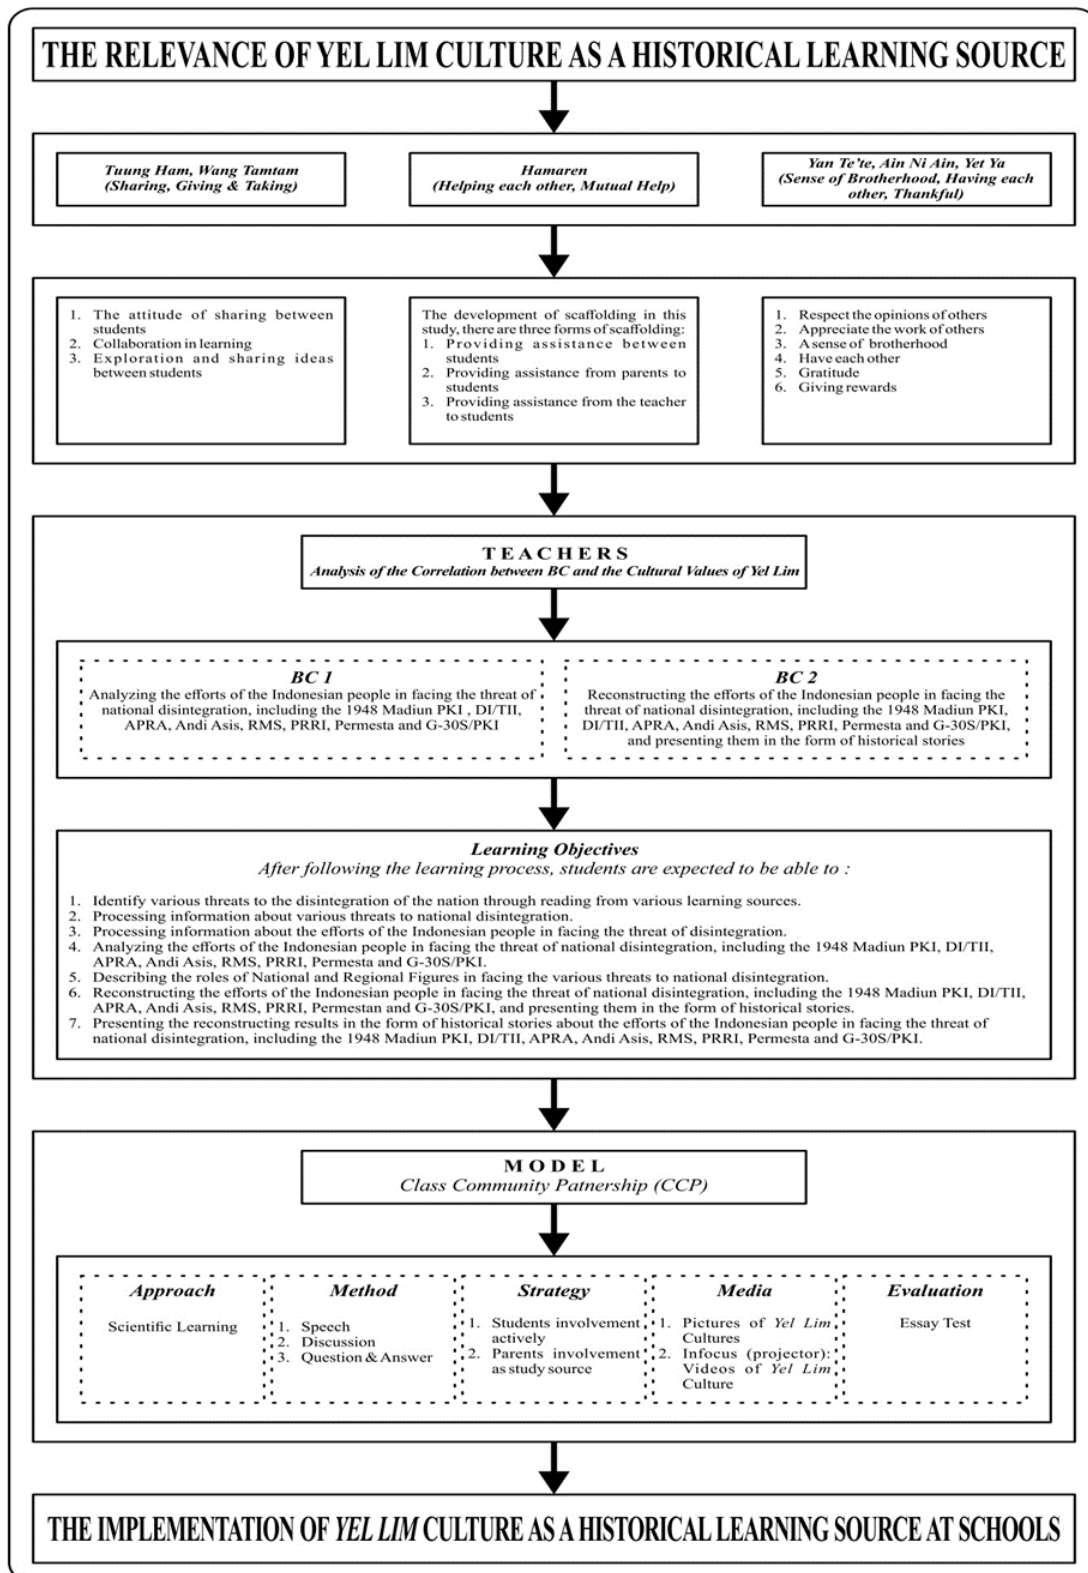 THE RELEVANCE OF YEL LIM CULTURE AS A HISTORICAL LEARNING SOURCE
Tuung Ham, Wang Tamtam
(Sharing, Giving & Taking)
Hamaren
(Helping each other, Mutual Help)
Yan Te'te, Ain Ni Ain, Yet Ya
(Sense of Brotherhood, Having each
other, Thankful)
1. The attitude of sharing between
students
2. Collaboration in learning
3. Exploration and sharing ideas
between students
The development of scaffolding in this
study, there are three forms of scaffolding:
1. Providing assistance between
students
2. Providing assistance from parents to
students
3. Providing assistance from the teacher
to students
1. Respect the opinions of others
2. Appreciate the work of others
3. A sense of brotherhood
4. Have each other
5. Gratitude
6. Giving rewards
TEACHERS
Analysis of the Correlation between BC and the Cultural Values of Yel Lim
BC 1
Analyzing the efforts of the Indonesian people in facing the threat of
national disintegration, including the 1948 Madiun PKI , DI/TII,
APRA, Andi Asis, RMS, PRRI, Permesta and G-30S/PKI
BC 2
Reconstructing the efforts of the Indonesian people in facing the
threat of national disintegration, including the 1948 Madiun PKI,
DI/TII, APRA, Andi Asis, RMS, PRRI, Permesta and G-30S/PKI,
and presenting them in the form of historical stories
Learning Objectives
After following the learning process, students are expected to be able to :
1. Identify various threats to the disintegration of the nation through reading from various learning sources.
2. Processing information about various threats to national disintegration.
3. Processing information about the efforts of the Indonesian people in facing the threat of disintegration.
4. Analyzing the efforts of the Indonesian people in facing the threat of national disintegration, including the 1948 Madiun PKI, DI/TII,
APRA, Andi Asis, RMS, PRRI, Permesta and G-30S/PKI.
5. Describing the roles of National and Regional Figures in facing the various threats to national disintegration.
6. Reconstructing the efforts of the Indonesian people in facing the threat of national disintegration, including the 1948 Madiun PKI, DI/TII,
APRA, Andi Asis, RMS, PRRI, Permestan and G-30S/PKI, and presenting them in the form of historical stories.
7. Presenting the reconstructing results in the form of historical stories about the efforts of the Indonesian people in facing the threat of
national disintegration, including the 1948 Madiun PKI, DI/TII, APRA, Andi Asis, RMS, PRRI, Permesta and G-30S/PKI.
MODEL
Class Community Patnership (CCP)
Approach
Scientific Learning
Method
1. Speech
2. Discussion
3. Question & Answer
Strategy
1. Students involvement
actively
2. Parents involvement
as study source
Media
1. Pictures of Yel Lim
Cultures
2. Infocus (projector):
Videos of Yel Lim
Culture
Evaluation
Essay Test
THE IMPLEMENTATION OF YEL LIM CULTURE AS A HISTORICAL LEARNING SOURCE AT SCHOOLS